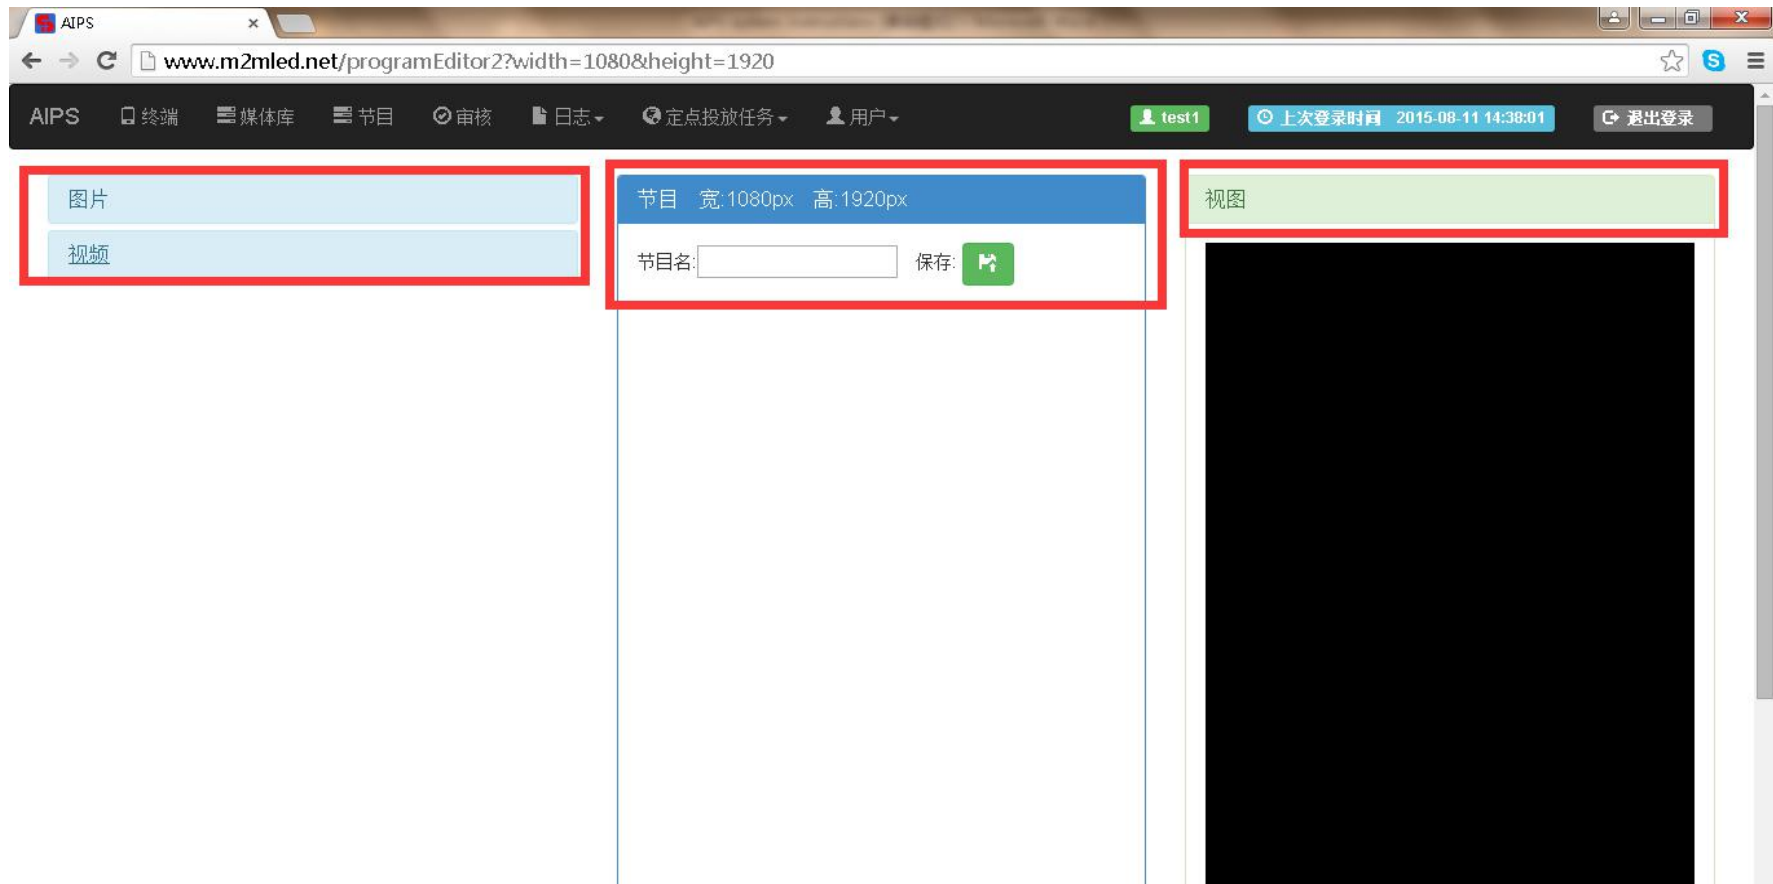 AIPS
www.m2mled.net/programEditor2?width=1080&height=1920
AIPS 终端 媒体库 节目 审核 日志 定点投放任务 用户 test1 上次登录时间 2015-08-11 14:38:01 退出登录
图片
视频
节目 宽:1080px 高:1920px
节目名: 保存:
视图